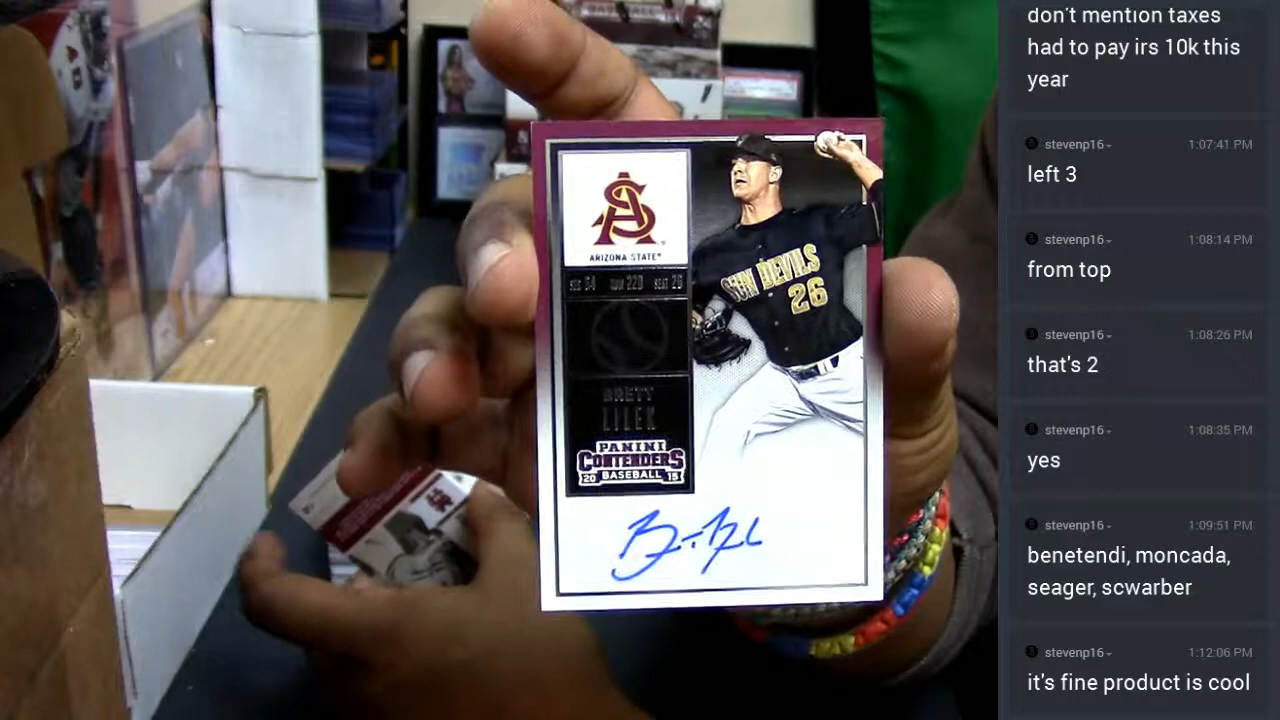 ARIZONA STATE
SUN DEVILS
26
BRETT
LILEK
PANINI
CONTENDERS
20 BASEBALL 15
don't mention taxes
had to pay irs 10k this
year
stevenp16 1:07:41 PM
left 3
stevenp16 1:08:14 PM
from top
stevenp16 1:08:26 PM
that's 2
stevenp16 1:08:35 PM
yes
stevenp16 1:09:51 PM
benetendi, moncada,
seager, scwarber
stevenp16 1:12:06 PM
it's fine product is cool